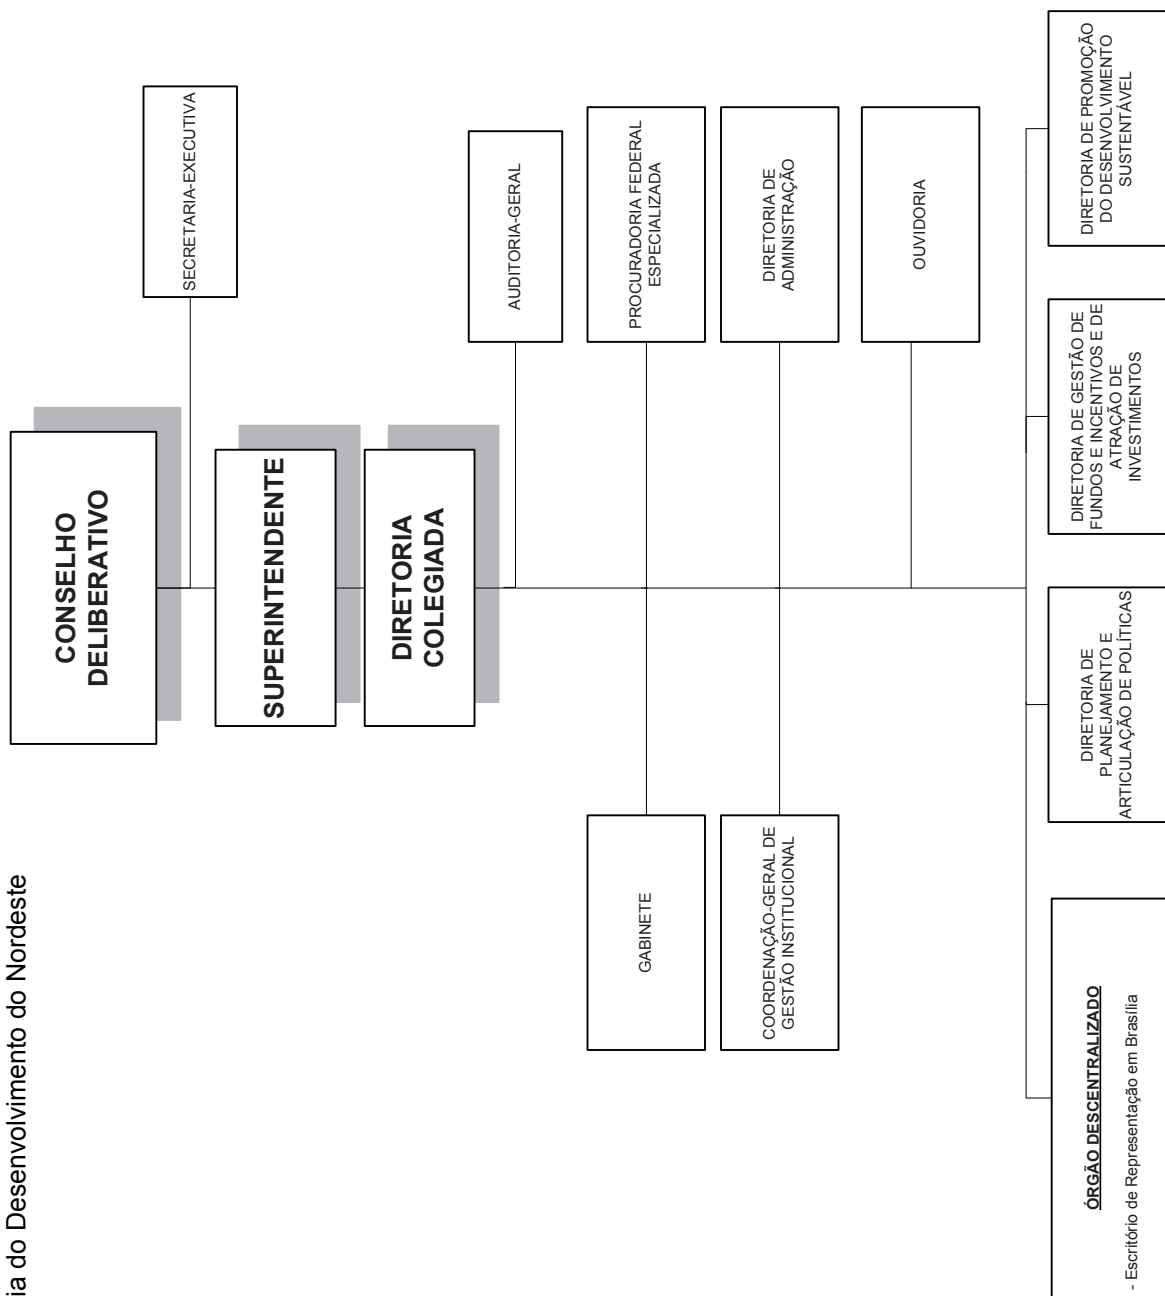 ia do Desenvolvimento do Nordeste
CONSELHO
DELIBERATIVO
SECRETARIA-EXECUTIVA
SUPERINTENDENTE
DIRETORIA
COLEGIADA
AUDITORIA-GERAL
GABINETE
PROCURADORIA FEDERAL
ESPECIALIZADA
COORDENAÇÃO-GERAL DE
GESTÃO INSTITUCIONAL
DIRETORIA DE
ADMINISTRAÇÃO
OUVIDORIA
ÓRGÃO DESCENTRALIZADO
- Escritório de Representação em Brasília
DIRETORIA DE
PLANEJAMENTO E
ARTICULAÇÃO DE POLÍTICAS
DIRETORIA DE GESTÃO DE
FUNDOS E INCENTIVOS E DE
ATRAÇÃO DE
INVESTIMENTOS
DIRETORIA DE PROMOÇÃO
DO DESENVOLVIMENTO
SUSTENTÁVEL